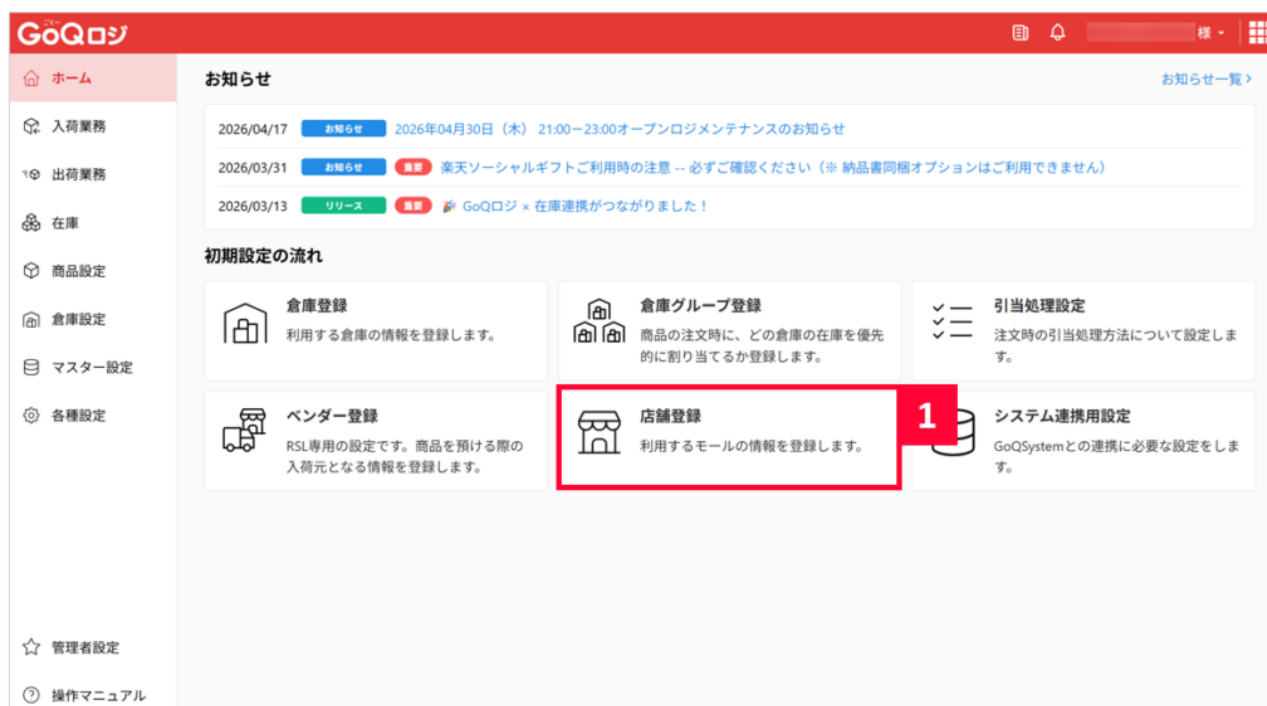 GoQロジ
様
ホーム
入荷業務
出荷業務
在庫
商品設定
倉庫設定
マスター設定
各種設定
管理者設定
操作マニュアル
お知らせ
お知らせ一覧
2026/04/17 お知らせ 2026年04月30日（木） 21:00－23:00オープンロジメンテナンスのお知らせ
2026/03/31 お知らせ 重要 楽天ソーシャルギフトご利用時の注意 -- 必ずご確認ください（※ 納品書同梱オプションはご利用できません）
2026/03/13 リリース 重要 🎉 GoQロジ × 在庫連携がつながりました！
初期設定の流れ
倉庫登録
利用する倉庫の情報を登録します。
倉庫グループ登録
商品の注文時に、どの倉庫の在庫を優先
的に割り当てるか登録します。
引当処理設定
注文時の引当処理方法について設定しま
す。
ベンダー登録
RSL専用の設定です。商品を預ける際の
入荷元となる情報を登録します。
店舗登録
利用するモールの情報を登録します。
1
システム連携用設定
GoQSystemとの連携に必要な設定をしま
す。